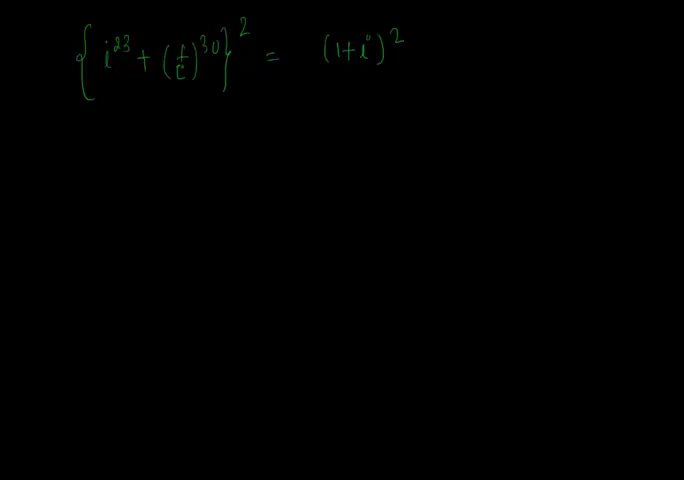 { i^23 + (1/i)^30 }^2 = (1+i)^2